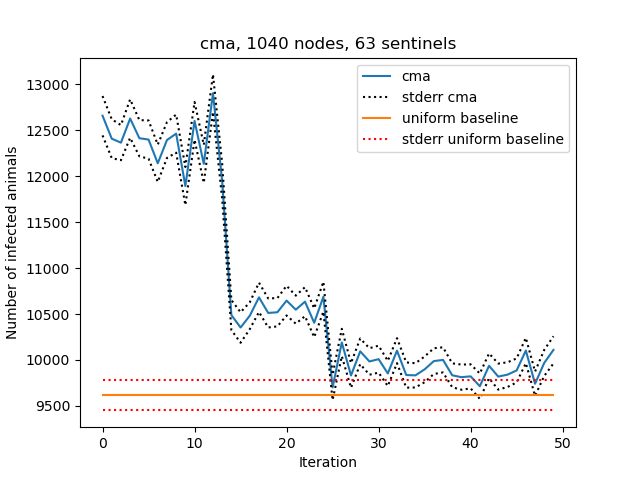 cma, 1040 nodes, 63 sentinels
cma
stderr cma
uniform baseline
stderr uniform baseline
Number of infected animals
13000
12500
12000
11500
11000
10500
10000
9500
0 10 20 30 40 50
Iteration